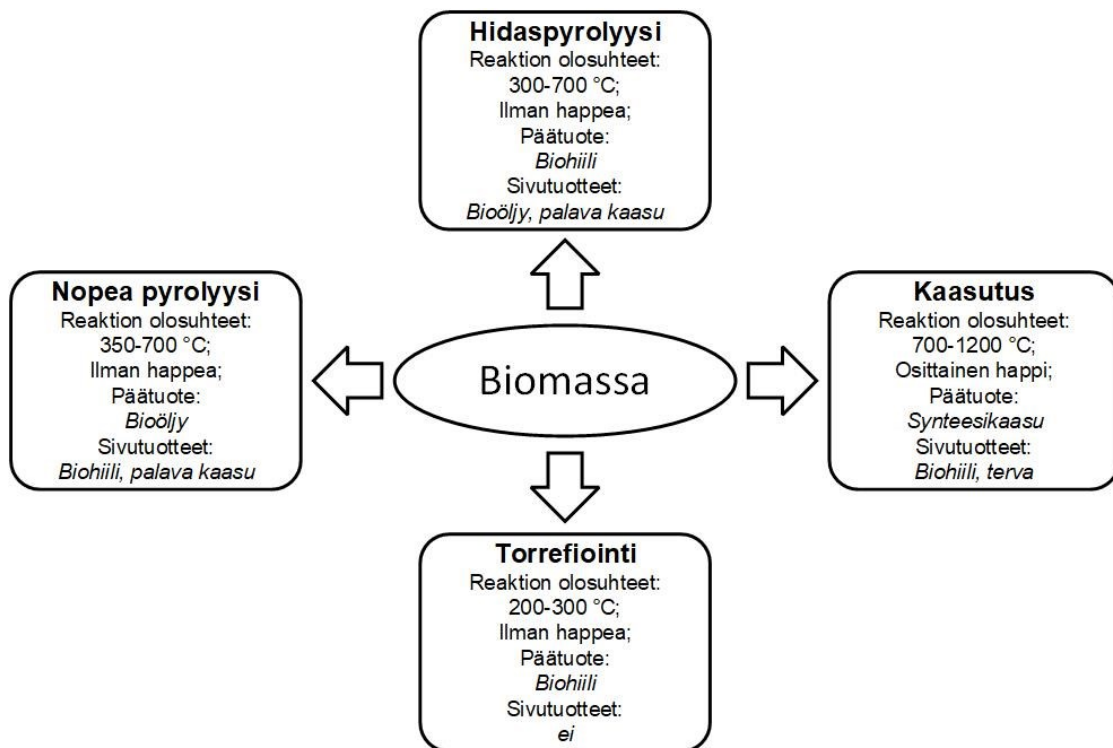 Hidaspyrolyysi
Reaktion olosuhteet:
300-700 °C;
Ilman happea;
Päätuote:
Biohiili
Sivutuotteet:
Bioöljy, palava kaasu
Nopea pyrolyysi
Reaktion olosuhteet:
350-700 °C;
Ilman happea;
Päätuote:
Bioöljy
Sivutuotteet:
Biohiili, palava kaasu
Biomassa
Kaasutus
Reaktion olosuhteet:
700-1200 °C;
Osittainen happi;
Päätuote:
Synteesikaasu
Sivutuotteet:
Biohiili, terva
Torrefiointi
Reaktion olosuhteet:
200-300 °C;
Ilman happea;
Päätuote:
Biohiili
Sivutuotteet:
ei